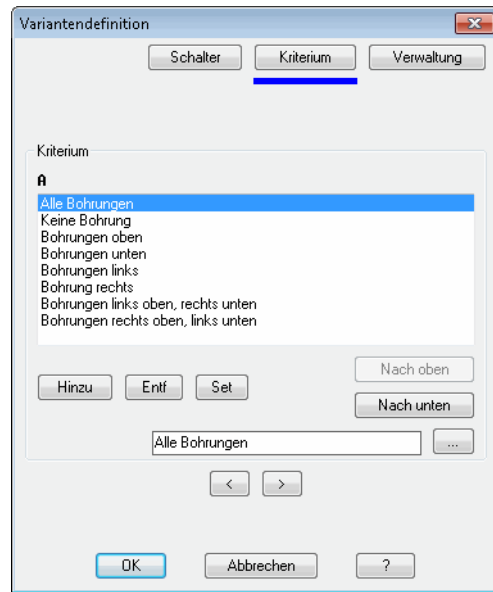 Variantendefinition
Schalter Kriterium Verwaltung
Kriterium
A
Alle Bohrungen
Keine Bohrung
Bohrungen oben
Bohrungen unten
Bohrungen links
Bohrung rechts
Bohrungen links oben, rechts unten
Bohrungen rechts oben, links unten
Nach oben
Hinzu Entf Set
Nach unten
Alle Bohrungen ...
< >
OK Abbrechen ?